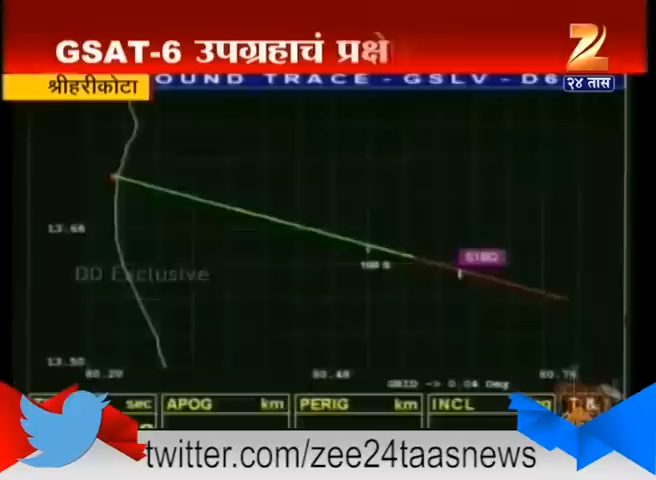 GSAT-6 उपग्रहाचं प्रक्षे
Z
२४ तास
श्रीहरीकोटा
OUND TRACE - GSLV - D6
13.68
100 S
S1BO
DD Exclusive
13.50
80.20
80.48
80.76
GRID -> 0.04 Deg
sec
APOG km
PERIG km
INCL
twitter.com/zee24taasnews